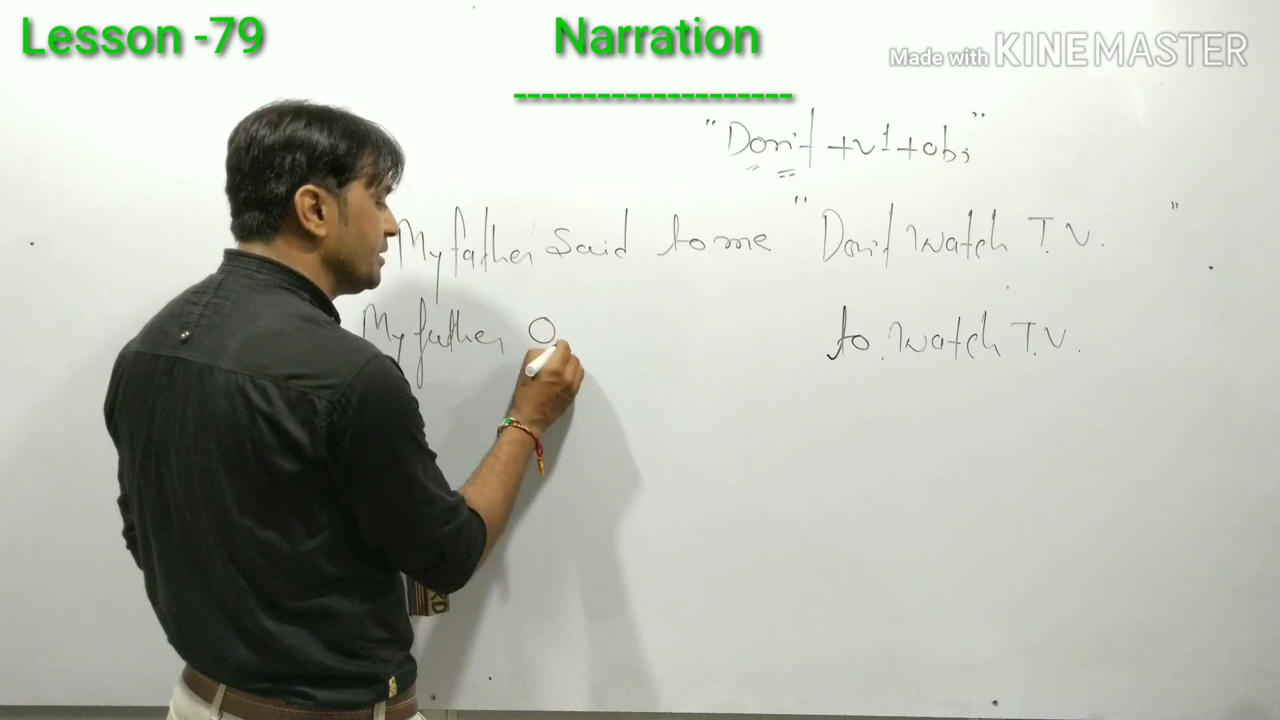 Lesson -79
Narration
Made with KINEMASTER
"Don't + v1 + obj"
My father said to me "Don't watch T.V. "
My father O to watch T.V.